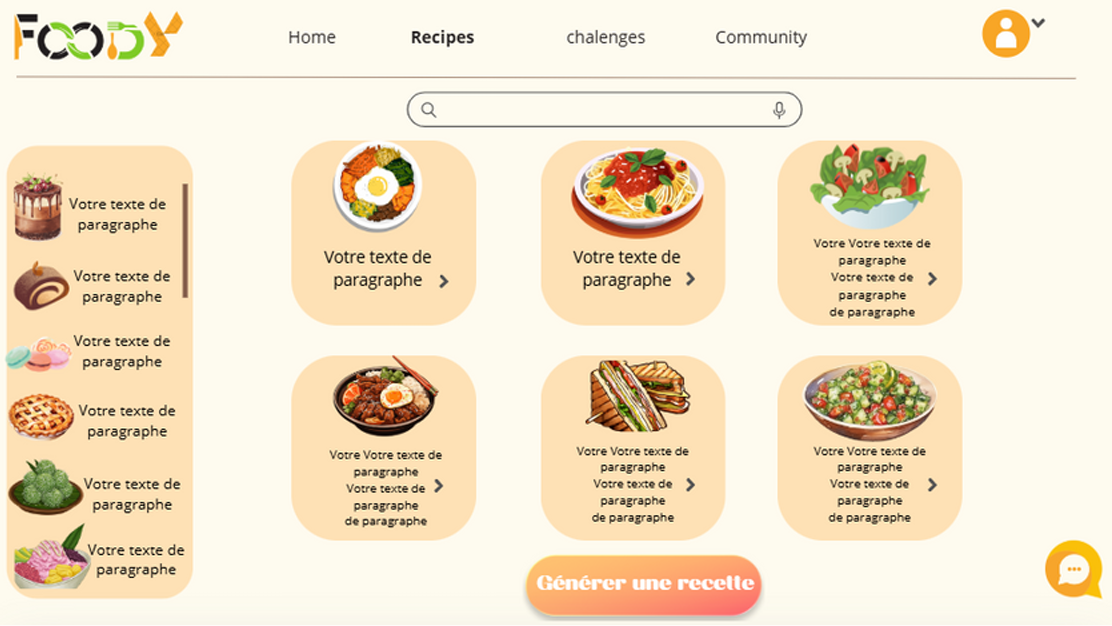 FOODY
Home
Recipes
chalenges
Community
Votre texte de
paragraphe
Votre texte de
paragraphe
Votre texte de
paragraphe
Votre texte de
paragraphe
Votre texte de
paragraphe
Votre texte de
paragraphe
Votre texte de
paragraphe
Votre texte de
paragraphe
Votre Votre texte de
paragraphe
Votre texte de
paragraphe
de paragraphe
Votre Votre texte de
paragraphe
Votre texte de
paragraphe
de paragraphe
Votre Votre texte de
paragraphe
Votre texte de
paragraphe
de paragraphe
Votre Votre texte de
paragraphe
Votre texte de
paragraphe
de paragraphe
Générer une recette